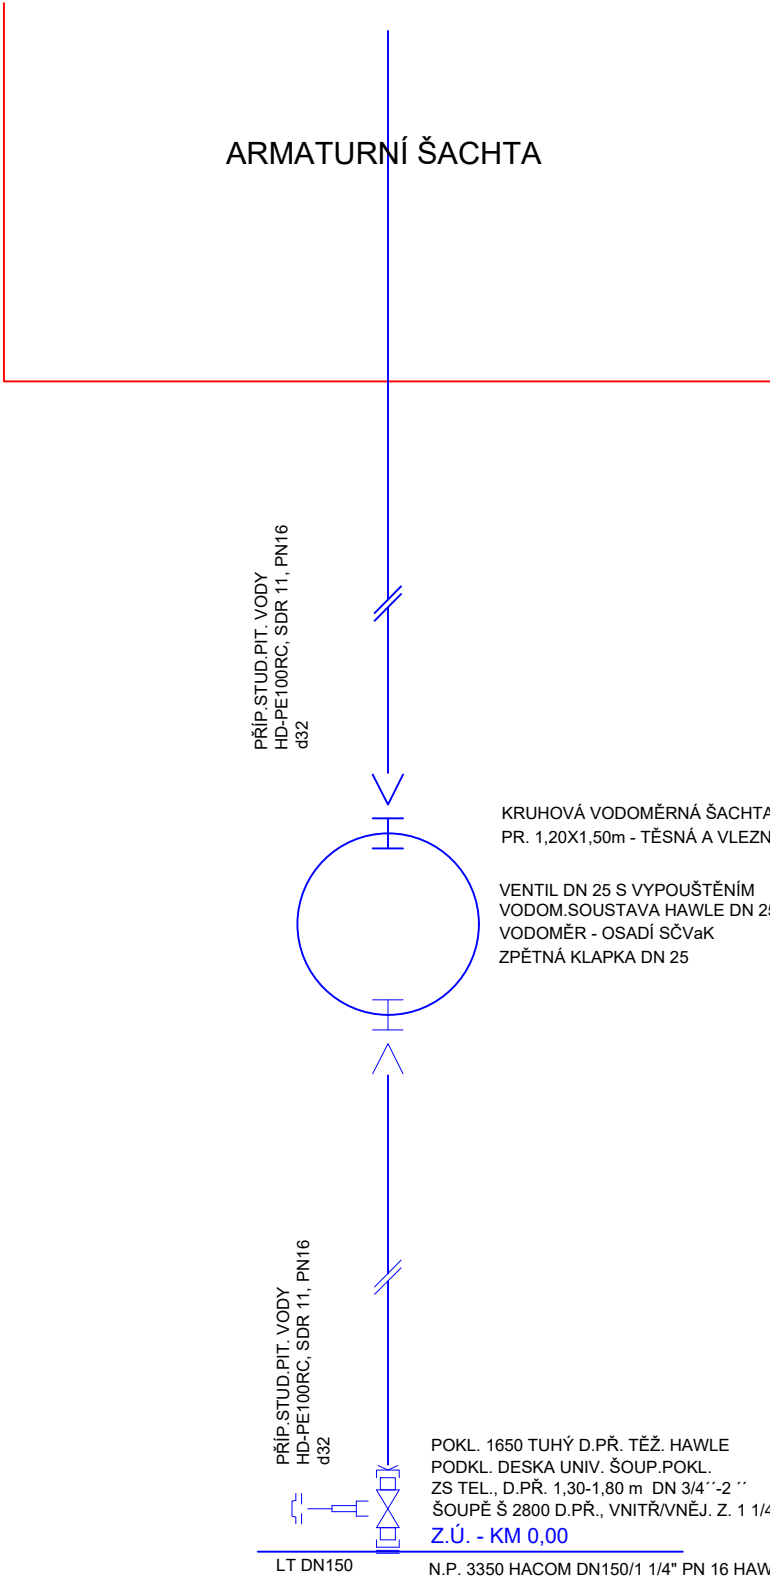 ARMATURNÍ ŠACHTA
PŘÍP.STUD.PIT. VODY
HD-PE100RC, SDR 11, PN16
d32
KRUHOVÁ VODOMĚRNÁ ŠACHTA
PR. 1,20X1,50m - TĚSNÁ A VLEZN
VENTIL DN 25 S VYPOUŠTĚNÍM
VODOM.SOUSTAVA HAWLE DN 25
VODOMĚR - OSADÍ SČVaK
ZPĚTNÁ KLAPKA DN 25
PŘÍP.STUD.PIT. VODY
HD-PE100RC, SDR 11, PN16
d32
POKL. 1650 TUHÝ D.PŘ. TĚŽ. HAWLE
PODKL. DESKA UNIV. ŠOUP.POKL.
ZS TEL., D.PŘ. 1,30-1,80 m DN 3/4´´-2 ´´
ŠOUPĚ Š 2800 D.PŘ., VNITŘ/VNĚJ. Z. 1 1/4
Z.Ú. - KM 0,00
LT DN150
N.P. 3350 HACOM DN150/1 1/4" PN 16 HAW